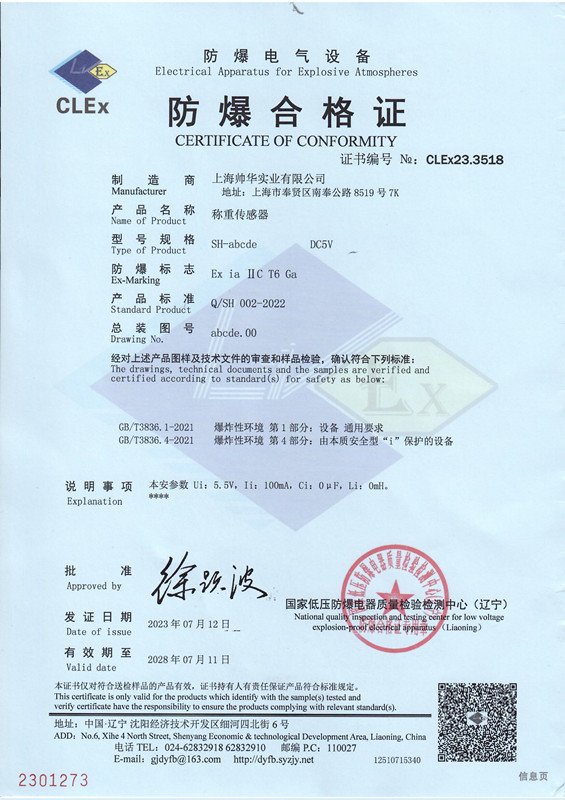 CLEx
防爆电气设备
Electrical Apparatus for Explosive Atmospheres
防爆合格证
CERTIFICATE OF CONFORMITY
证书编号 №: CLEx23.3518
制造商 上海帅华实业有限公司
Manufacturer 地址: 上海市奉贤区南奉公路 8519 号 7K
产品名称 称重传感器
Name of Product
型号规格 SH-abcde DC5V
Type of Product
防爆标志 Ex ia ⅡC T6 Ga
Ex-Marking
产品标准 Q/SH 002-2022
Standard Product
总装图号 abcde.00
Drawing No.
经对上述产品图样及技术文件的审查和样品检验，确认符合下列标准：
The drawings, technical documents and the samples are verified and
certified according to standard(s) for safety as below:
GB/T3836.1-2021 爆炸性环境 第 1 部分：设备 通用要求
GB/T3836.4-2021 爆炸性环境 第 4 部分：由本质安全型“i”保护的设备
说明事项 本安参数 Ui: 5.5V, Ii: 100mA, Ci: 0μF, Li: 0mH。
Explanation ****
批准 徐跃波
Approved by
国家低压防爆电器质量检验检测中心（辽宁）
National quality inspection and testing center for low voltage
explosion-proof electrical apparatus (Liaoning)
发证日期 2023 年 07 月 12 日
Date of issue
有效期至 2028 年 07 月 11 日
Valid date
本证书仅对符合送检样品的产品有效，证书持有人有责任保证产品符合标准规定。
This certificate is only valid for the products which identify with the sample(s) tested and
verify certificate have the responsibility to ensure the products complying with relevant standard(s).
地址: 中国·辽宁 沈阳经济技术开发区细河四北街 6 号
ADD: No.6, Xihe 4 North Street, Shenyang Economic & technological Development Area, Liaoning, China
电话 TEL: 024-62832918 62832910 邮编 P.C: 110027
E-mail: gjdyfb@163.com http://dyfb.syzjy.net 12510715340
2301273
信息页